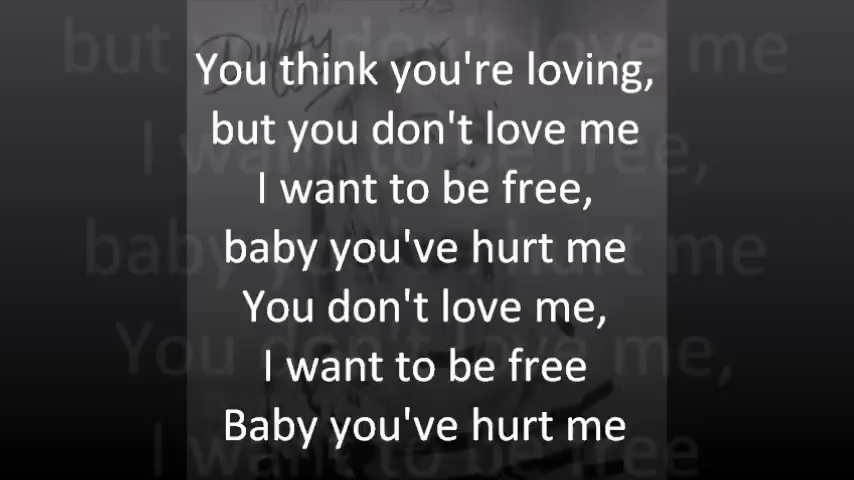 Duffy
You think you're loving,
but you don't love me
I want to be free,
baby you've hurt me
You don't love me,
I want to be free
Baby you've hurt me